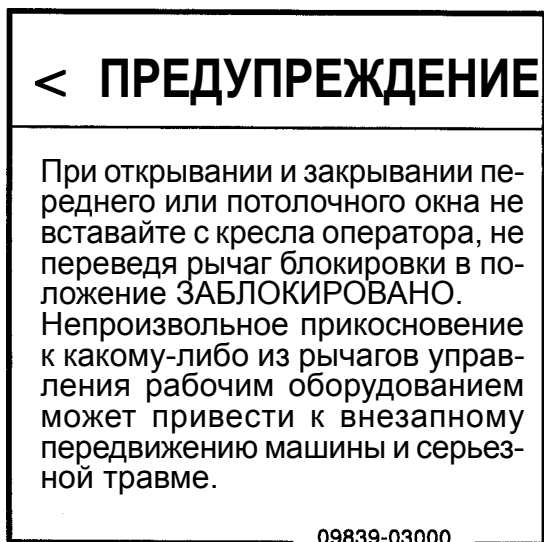 < ПРЕДУПРЕЖДЕНИЕ
При открывании и закрывании пе-
реднего или потолочного окна не
вставайте с кресла оператора, не
переведя рычаг блокировки в по-
ложение ЗАБЛОКИРОВАНО.
Непроизвольное прикосновение
к какому-либо из рычагов управ-
ления рабочим оборудованием
может привести к внезапному
передвижению машины и серьез-
ной травме.
09839-03000